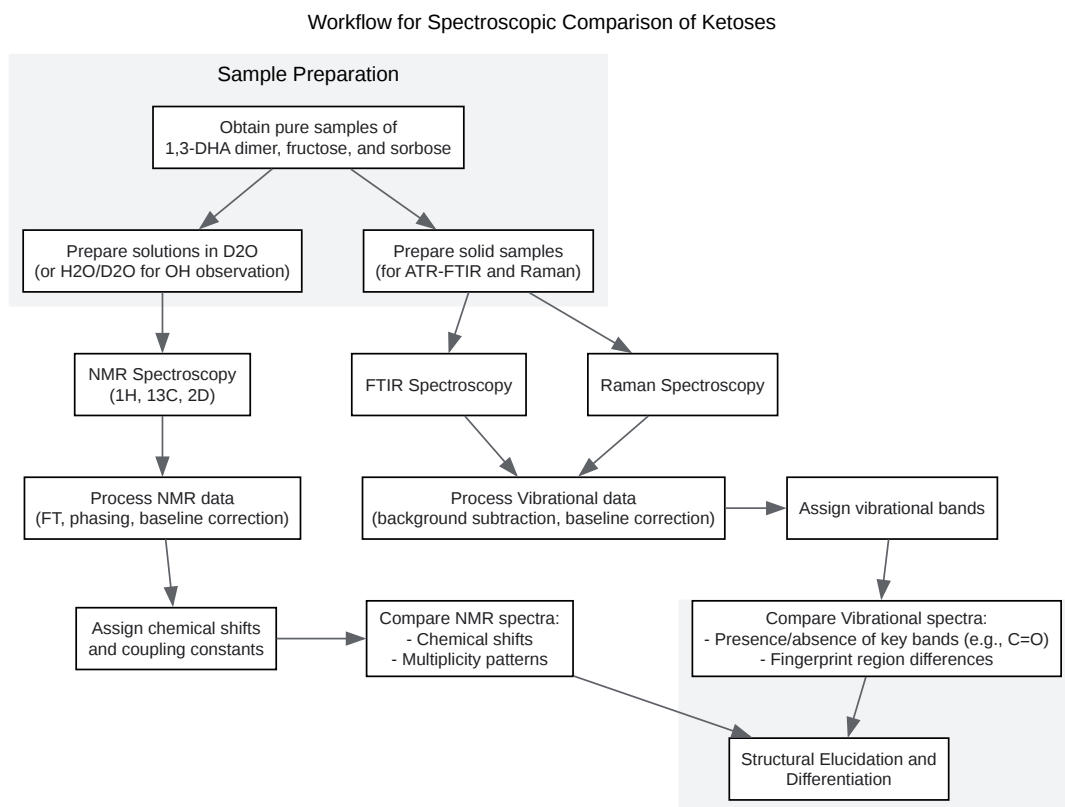 Workflow for Spectroscopic Comparison of Ketoses
Sample Preparation
Obtain pure samples of
1,3-DHA dimer, fructose, and sorbose
Prepare solutions in D2O
(or H2O/D2O for OH observation)
Prepare solid samples
(for ATR-FTIR and Raman)
NMR Spectroscopy
(1H, 13C, 2D)
FTIR Spectroscopy
Raman Spectroscopy
Process NMR data
(FT, phasing, baseline correction)
Process Vibrational data
(background subtraction, baseline correction)
Assign vibrational bands
Assign chemical shifts
and coupling constants
Compare NMR spectra:
- Chemical shifts
- Multiplicity patterns
Compare Vibrational spectra:
- Presence/absence of key bands (e.g., C=O)
- Fingerprint region differences
Structural Elucidation and
Differentiation